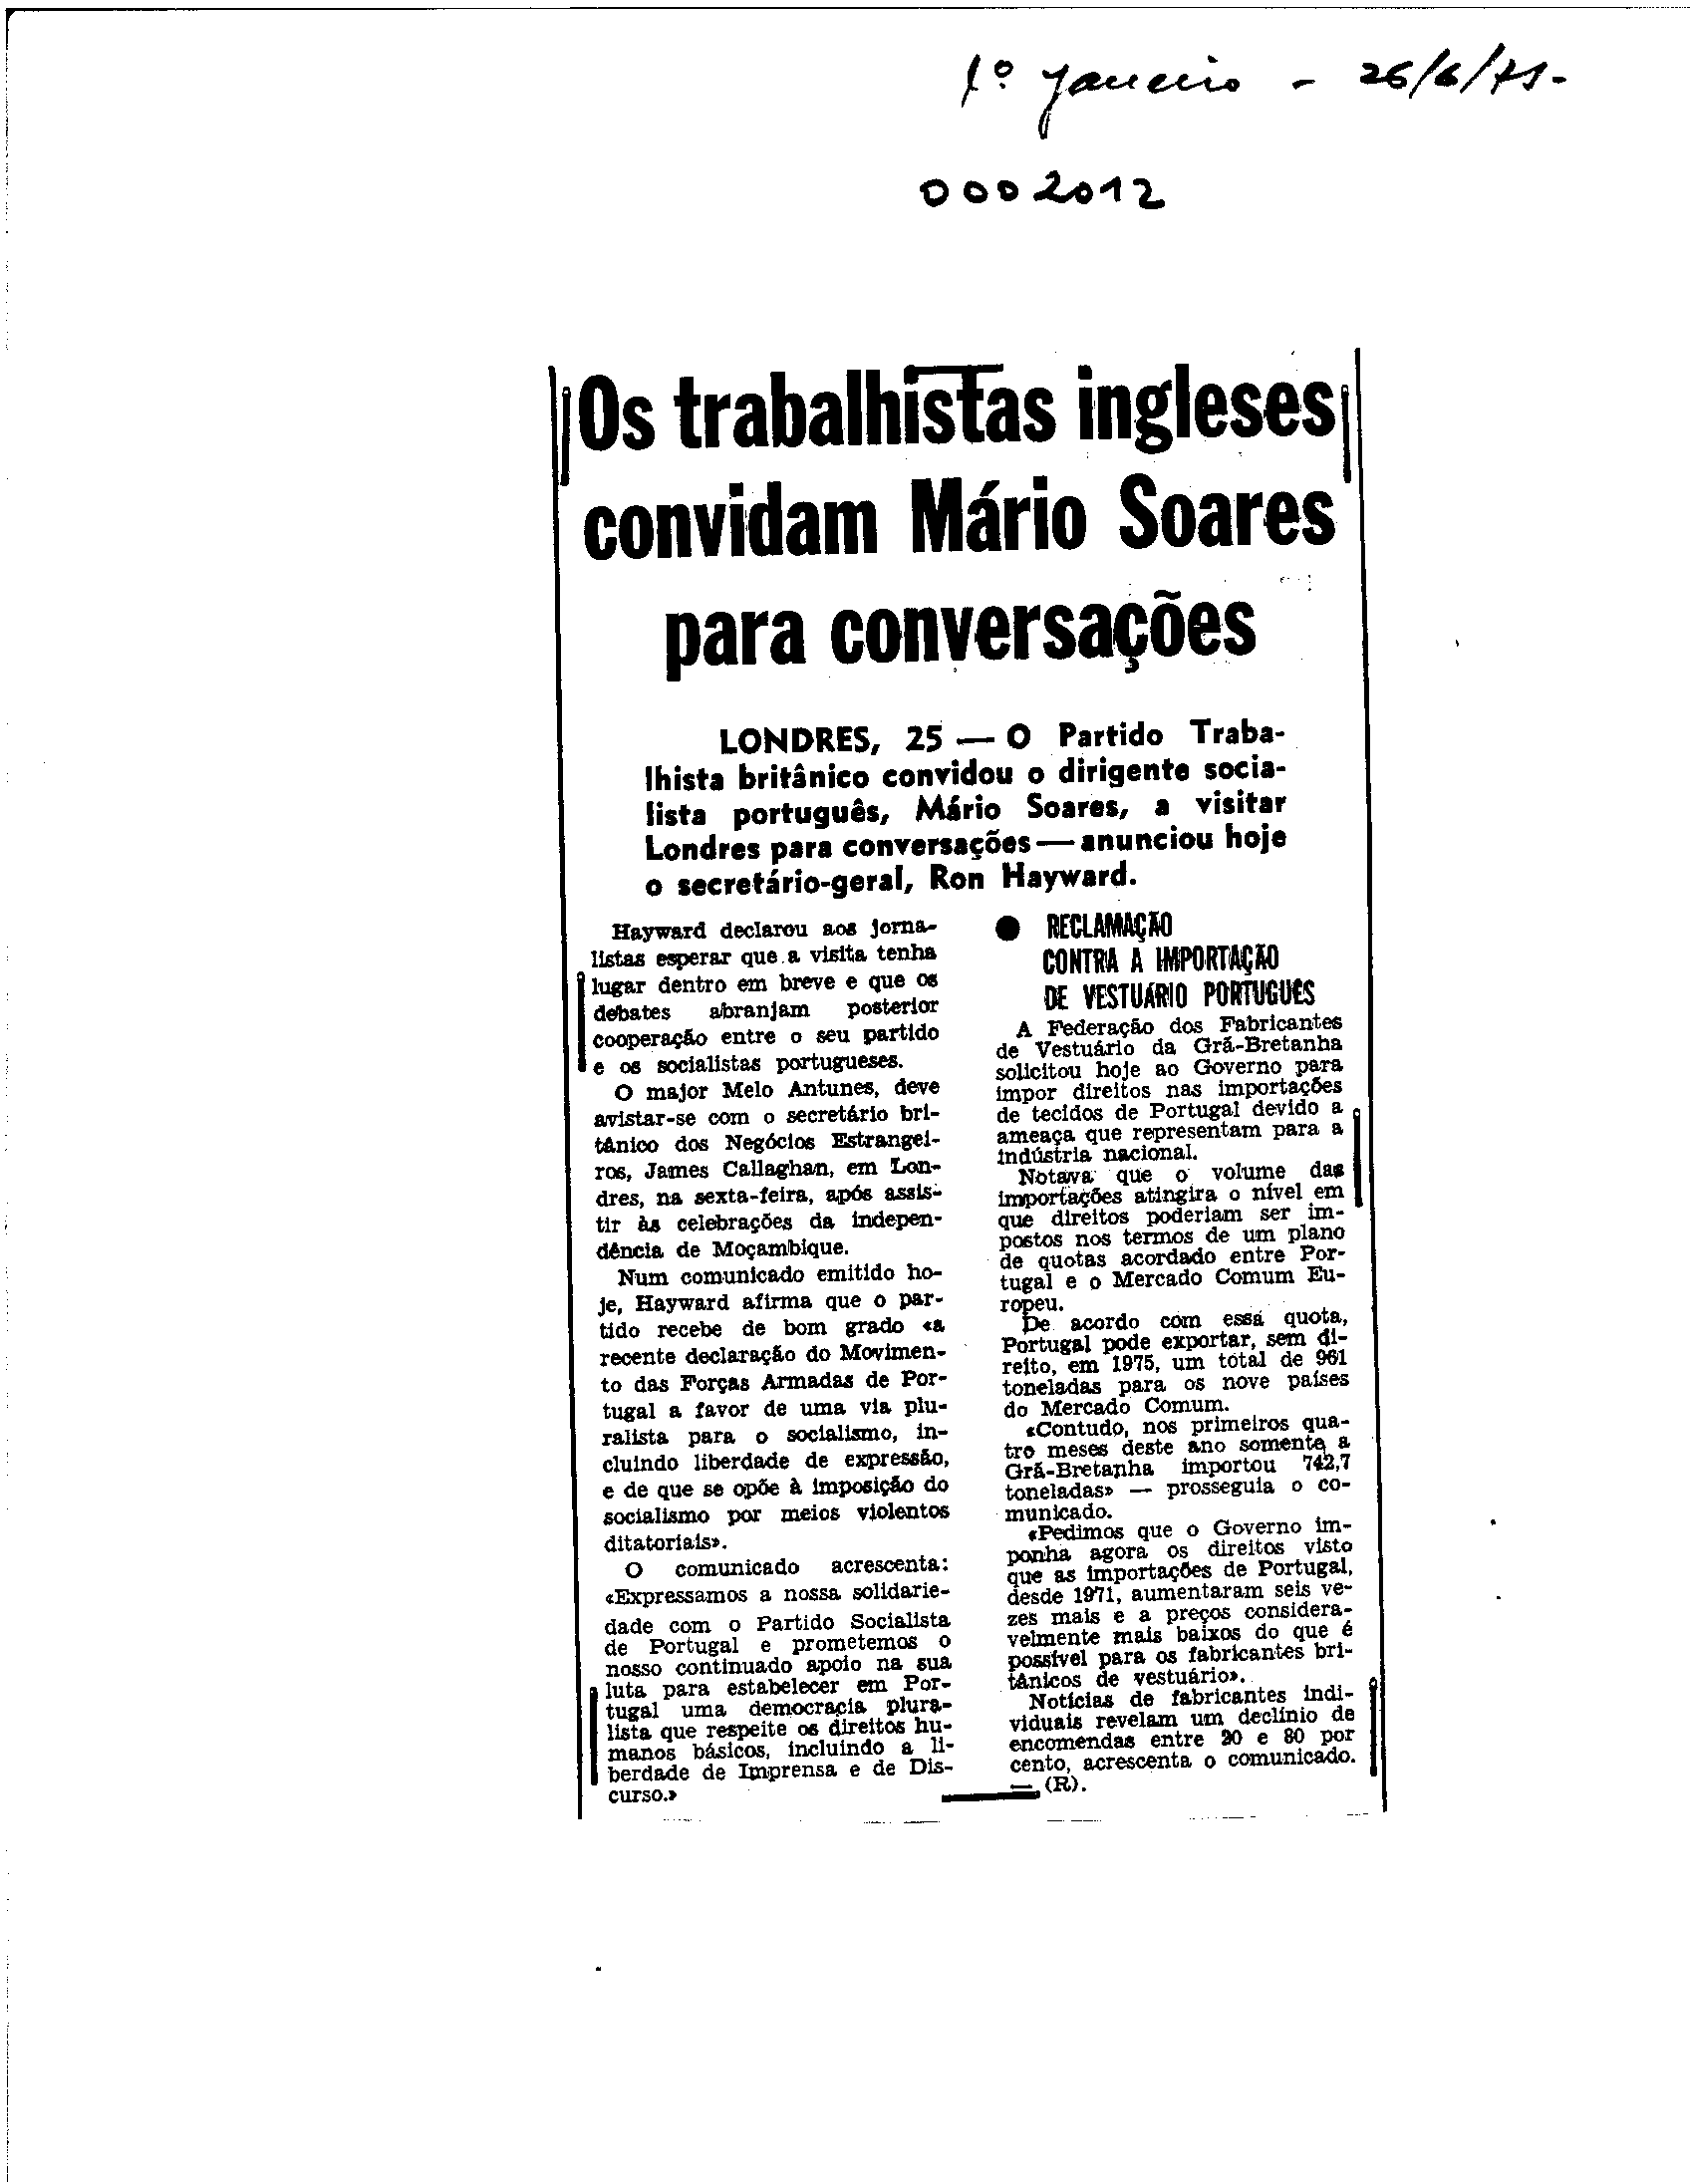 1º Janeiro - 26/6/75-
0002012
Os trabalhistas ingleses
convidam Mário Soares
para conversações
LONDRES, 25 — O Partido Traba-
lhista britânico convidou o dirigente socia-
lista português, Mário Soares, a visitar
Londres para conversações — anunciou hoje
o secretário-geral, Ron Hayward.
Hayward declarou aos jorna-
listas esperar que a visita tenha
lugar dentro em breve e que os
debates abranjam posterior
cooperação entre o seu partido
e os socialistas portugueses.
O major Melo Antunes, deve
avistar-se com o secretário bri-
tânico dos Negócios Estrangei-
ros, James Callaghan, em Lon-
dres, na sexta-feira, após assis-
tir às celebrações da indepen-
dência de Moçambique.
Num comunicado emitido ho-
je, Hayward afirma que o par-
tido recebe de bom grado «a
recente declaração do Movimen-
to das Forças Armadas de Por-
tugal a favor de uma via plu-
ralista para o socialismo, in-
cluindo liberdade de expressão,
e de que se opõe à imposição do
socialismo por meios violentos
ditatoriais».
O comunicado acrescenta:
«Expressamos a nossa solidarie-
dade com o Partido Socialista
de Portugal e prometemos o
nosso continuado apoio na sua
luta para estabelecer em Por-
tugal uma democracia plura-
lista que respeite os direitos hu-
manos básicos, incluindo a li-
berdade de Imprensa e de Dis-
curso.»
● RECLAMAÇÃO
CONTRA A IMPORTAÇÃO
DE VESTUÁRIO PORTUGUÊS
A Federação dos Fabricantes
de Vestuário da Grã-Bretanha
solicitou hoje ao Governo para
impor direitos nas importações
de tecidos de Portugal devido a
ameaça que representam para a
indústria nacional.
Notava que o volume das
importações atingira o nível em
que direitos poderiam ser im-
postos nos termos de um plano
de quotas acordado entre Por-
tugal e o Mercado Comum Eu-
ropeu.
De acordo com essa quota,
Portugal pode exportar, sem di-
reito, em 1975, um total de 961
toneladas para os nove países
do Mercado Comum.
«Contudo, nos primeiros qua-
tro meses deste ano somente a
Grã-Bretanha importou 742,7
toneladas» — prosseguia o co-
municado.
«Pedimos que o Governo im-
ponha agora os direitos visto
que as importações de Portugal,
desde 1971, aumentaram seis ve-
zes mais e a preços considera-
velmente mais baixos do que é
possível para os fabricantes bri-
tânicos de vestuário».
Notícias de fabricantes indi-
viduais revelam um declínio de
encomendas entre 20 e 80 por
cento, acrescenta o comunicado.
— (R).